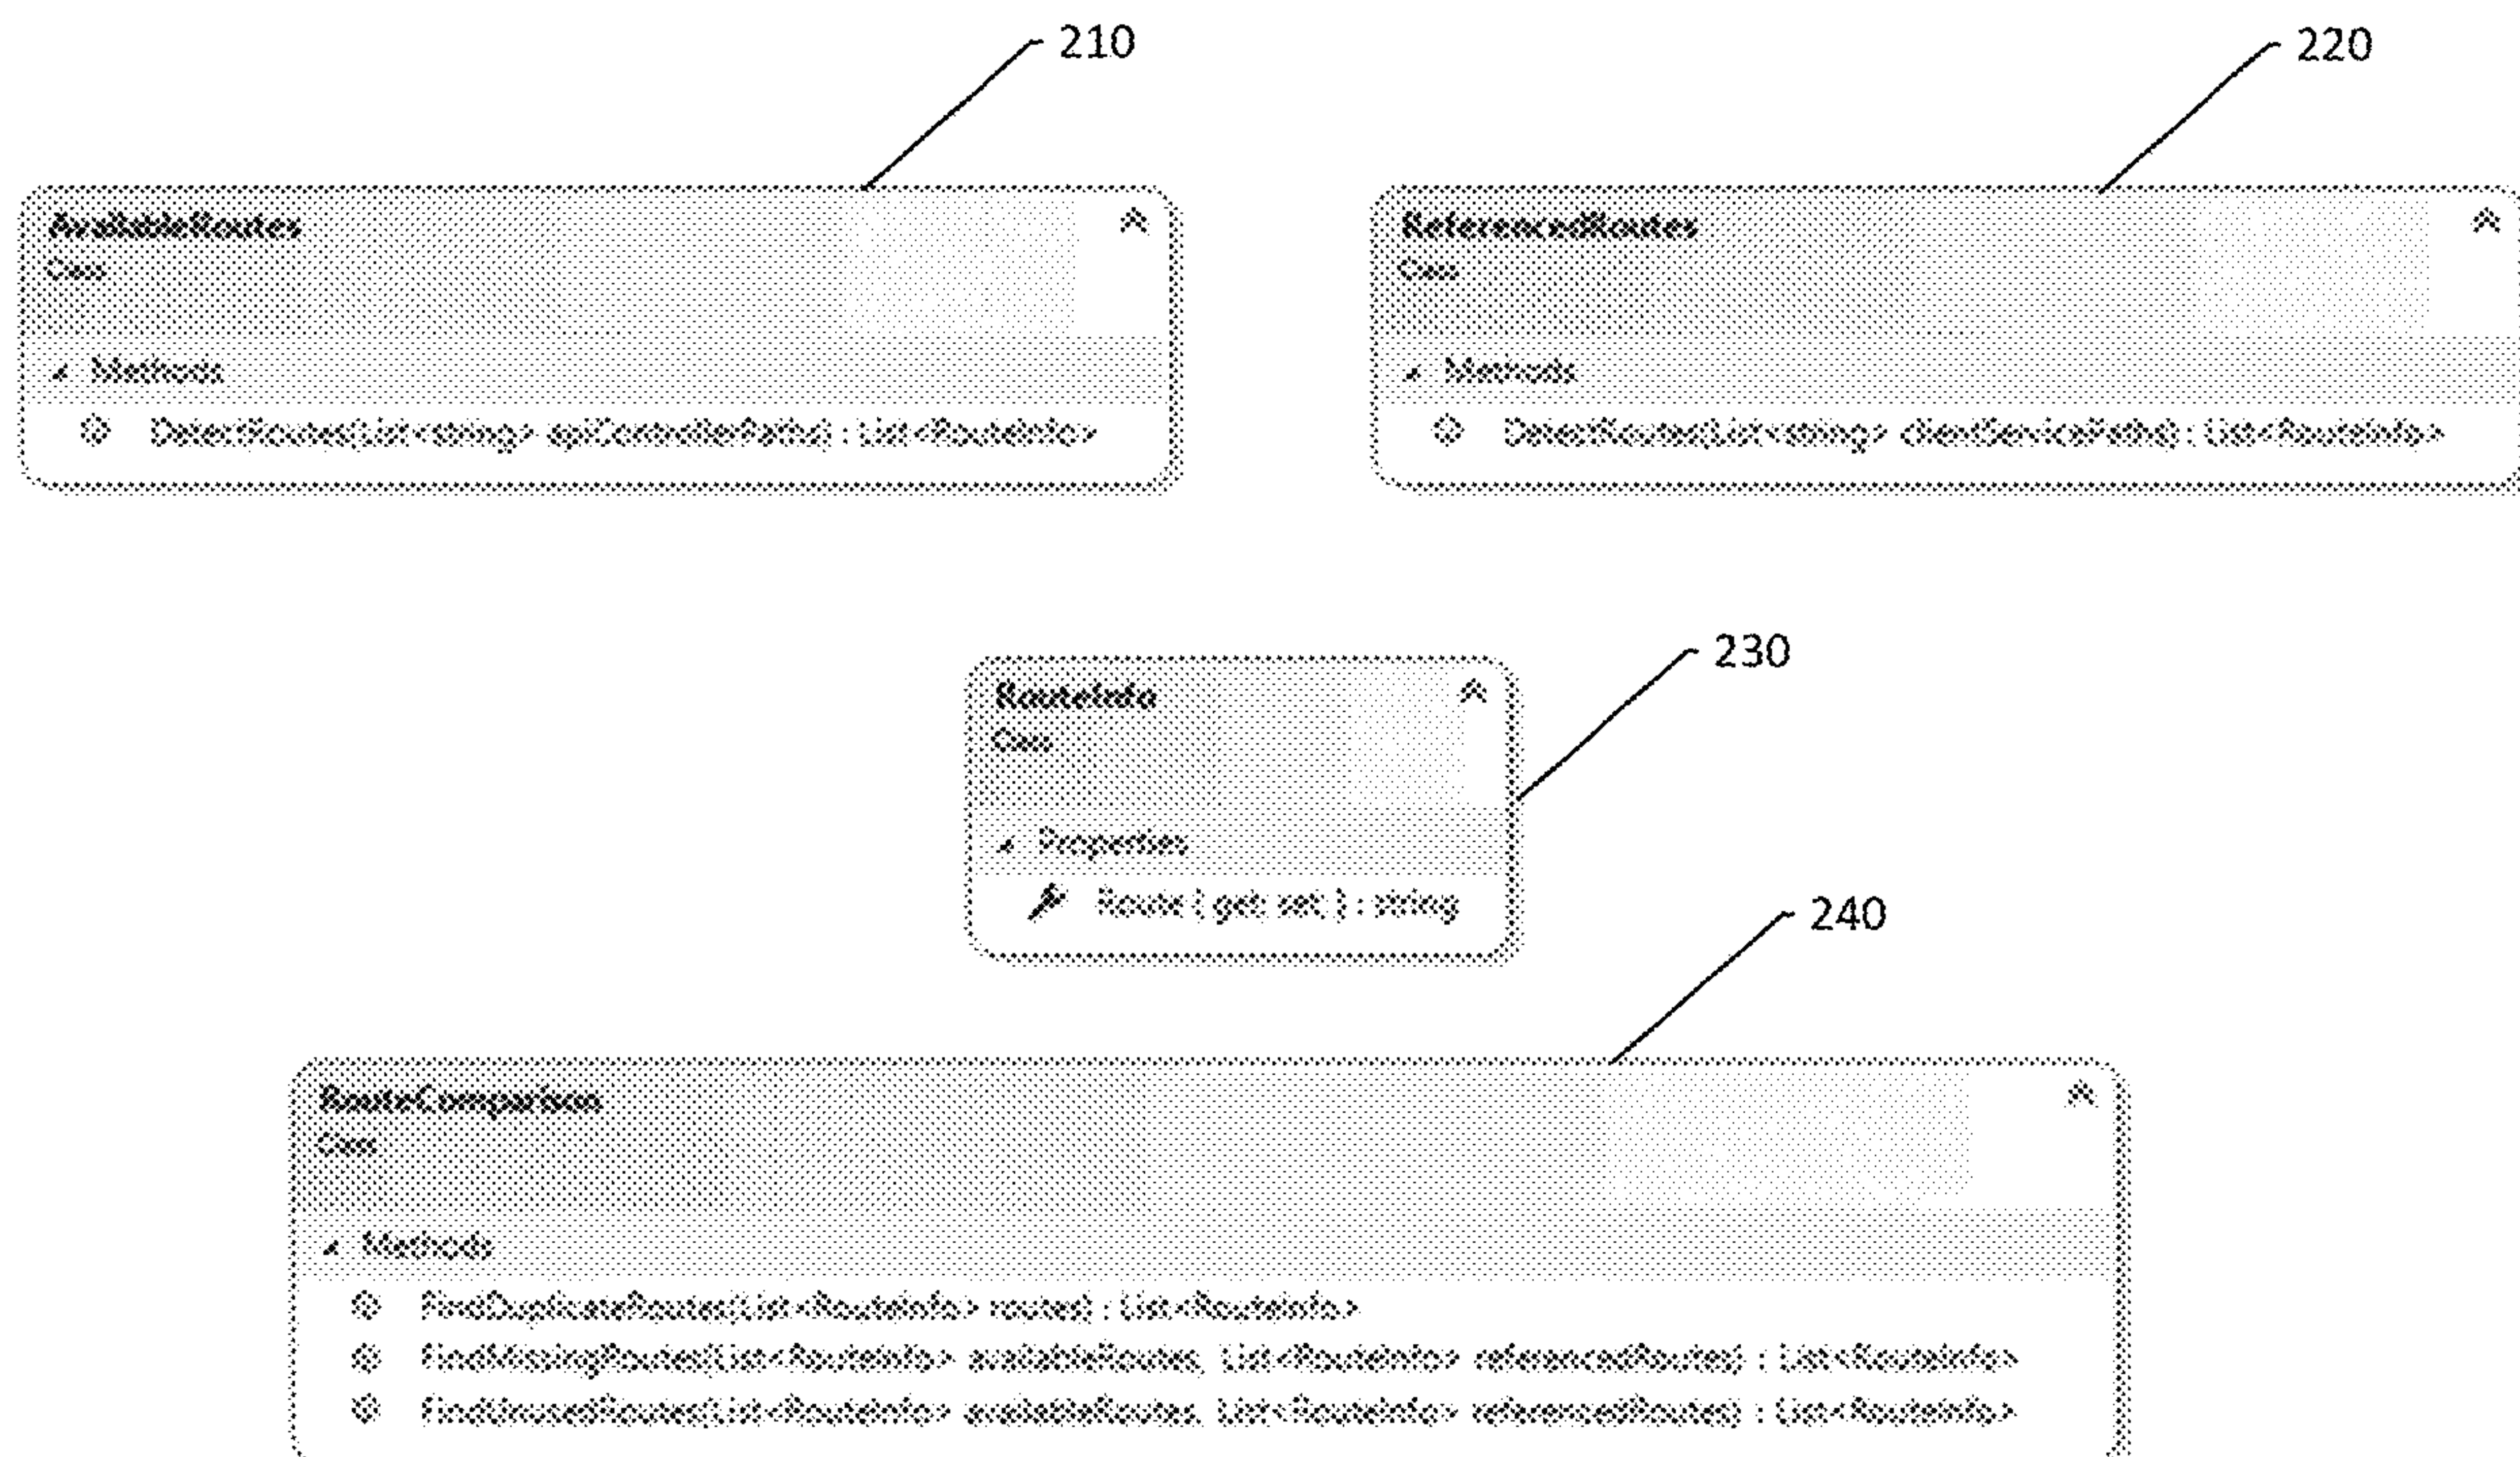 210
220
AvailableRoutes
Class
Methods
DetectRoutes(List<string> apiControllerPaths) : List<RouteInfo>
ReferencedRoutes
Class
Methods
DetectRoutes(List<string> clientServicePaths) : List<RouteInfo>
230
RouteInfo
Class
Properties
Route { get; set; } : string
240
RouteComparison
Class
Methods
FindDuplicateRoutes(List<RouteInfo> routes) : List<RouteInfo>
FindMissingRoutes(List<RouteInfo> availableRoutes, List<RouteInfo> referencedRoutes) : List<RouteInfo>
FindUnusedRoutes(List<RouteInfo> availableRoutes, List<RouteInfo> referencedRoutes) : List<RouteInfo>